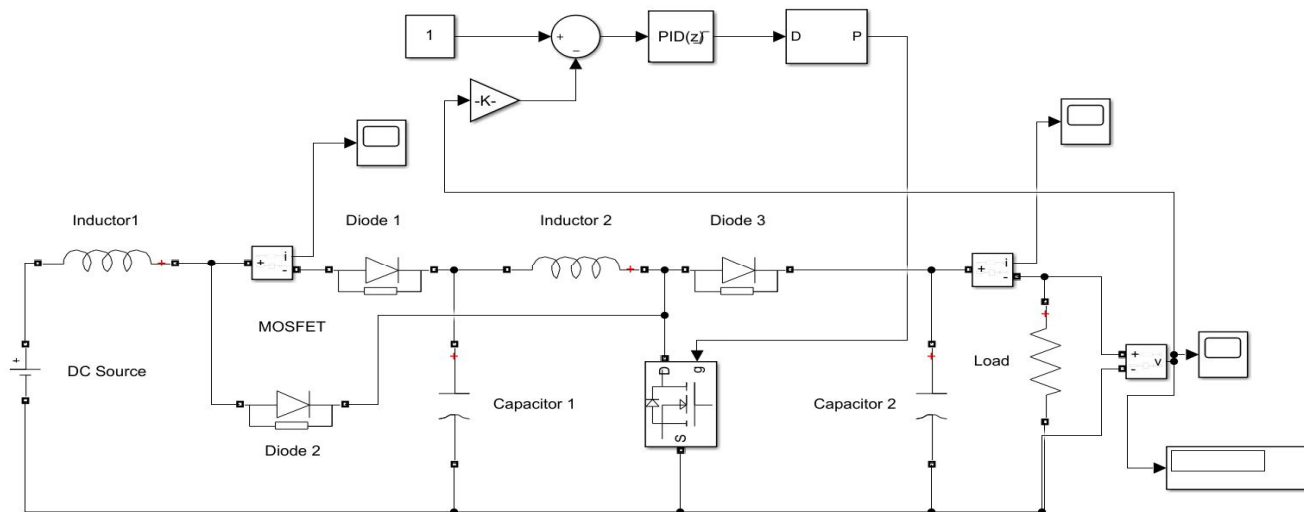 1
+
−
PID(z)
D
P
-K-
Inductor1
Diode 1
Inductor 2
Diode 3
+
i
-
+
i
-
MOSFET
DC Source
+
Diode 2
Capacitor 1
D
g
S
Capacitor 2
Load
+
-
v